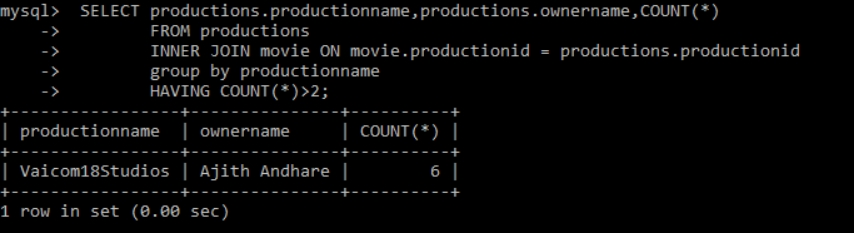 mysql>  SELECT productions.productionname,productions.ownername,COUNT(*)
    ->         FROM productions
    ->         INNER JOIN movie ON movie.productionid = productions.productionid
    ->         group by productionname
    ->         HAVING COUNT(*)>2;
+-----------------+---------------+----------+
| productionname  | ownername     | COUNT(*) |
+-----------------+---------------+----------+
| Vaicom18Studios | Ajith Andhare |        6 |
+-----------------+---------------+----------+
1 row in set (0.00 sec)